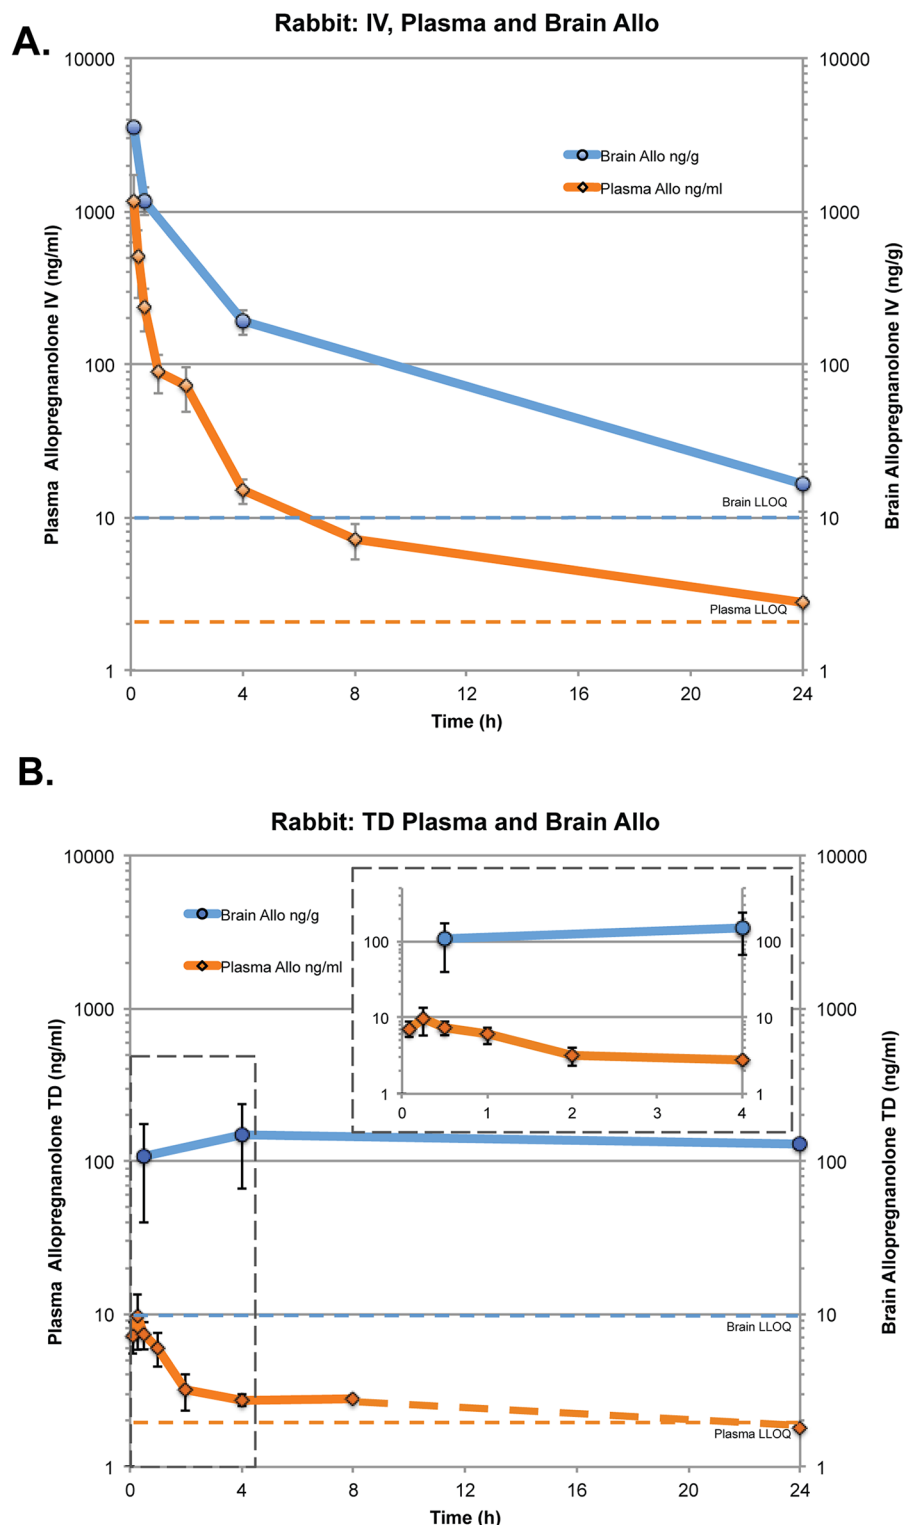 A.
Rabbit: IV, Plasma and Brain Allo
10000
10000
Brain Allo ng/g
Plasma Allo ng/ml
1000
1000
Plasma Allopregnanolone IV (ng/ml)
Brain Allopregnanolone IV (ng/g)
100
100
Brain LLOQ
10
10
Plasma LLOQ
1
1
0 4 8 12 16 20 24
Time (h)
B.
Rabbit: TD Plasma and Brain Allo
10000
10000
Brain Allo ng/g
Plasma Allo ng/ml
100
100
1000
1000
10
10
1
1
0 1 2 3 4
Plasma Allopregnanolone TD (ng/ml)
Brain Allopregnanolone TD (ng/ml)
100
100
10
10
Brain LLOQ
Plasma LLOQ
1
1
0 4 8 12 16 20 24
Time (h)